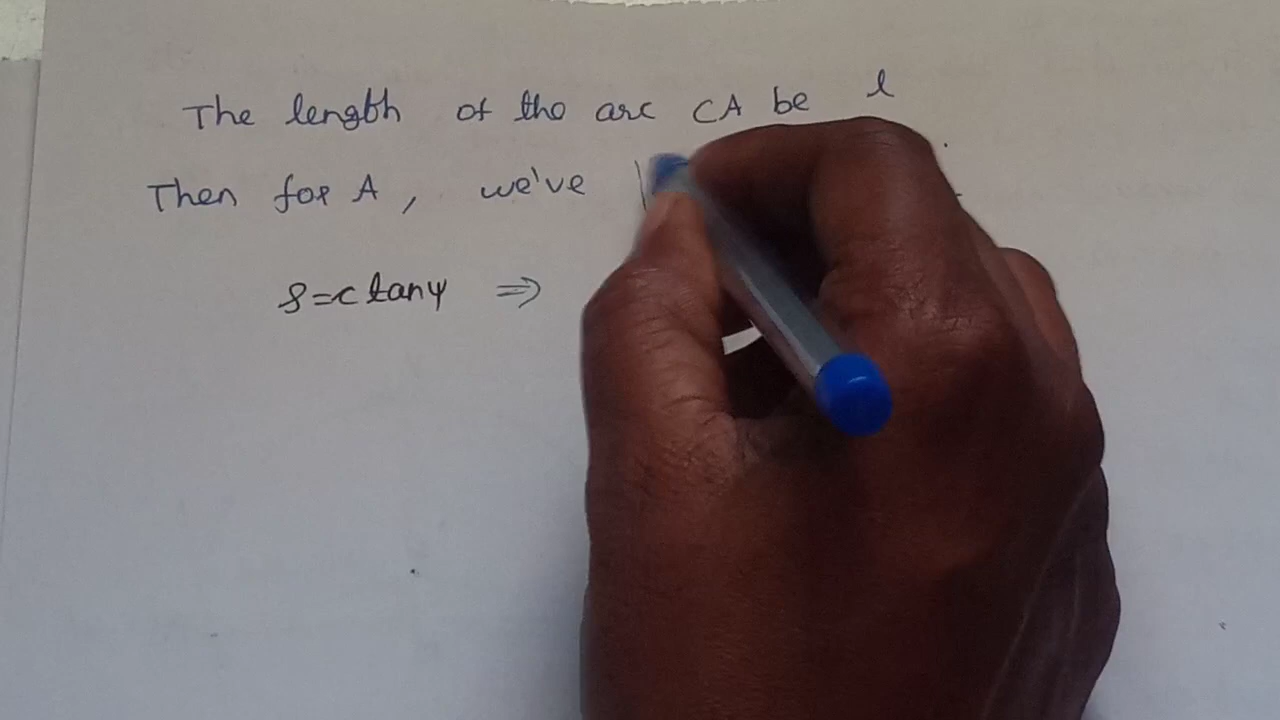 The length of the arc CA be l
Then for A, we've
s=c tanψ ⇒